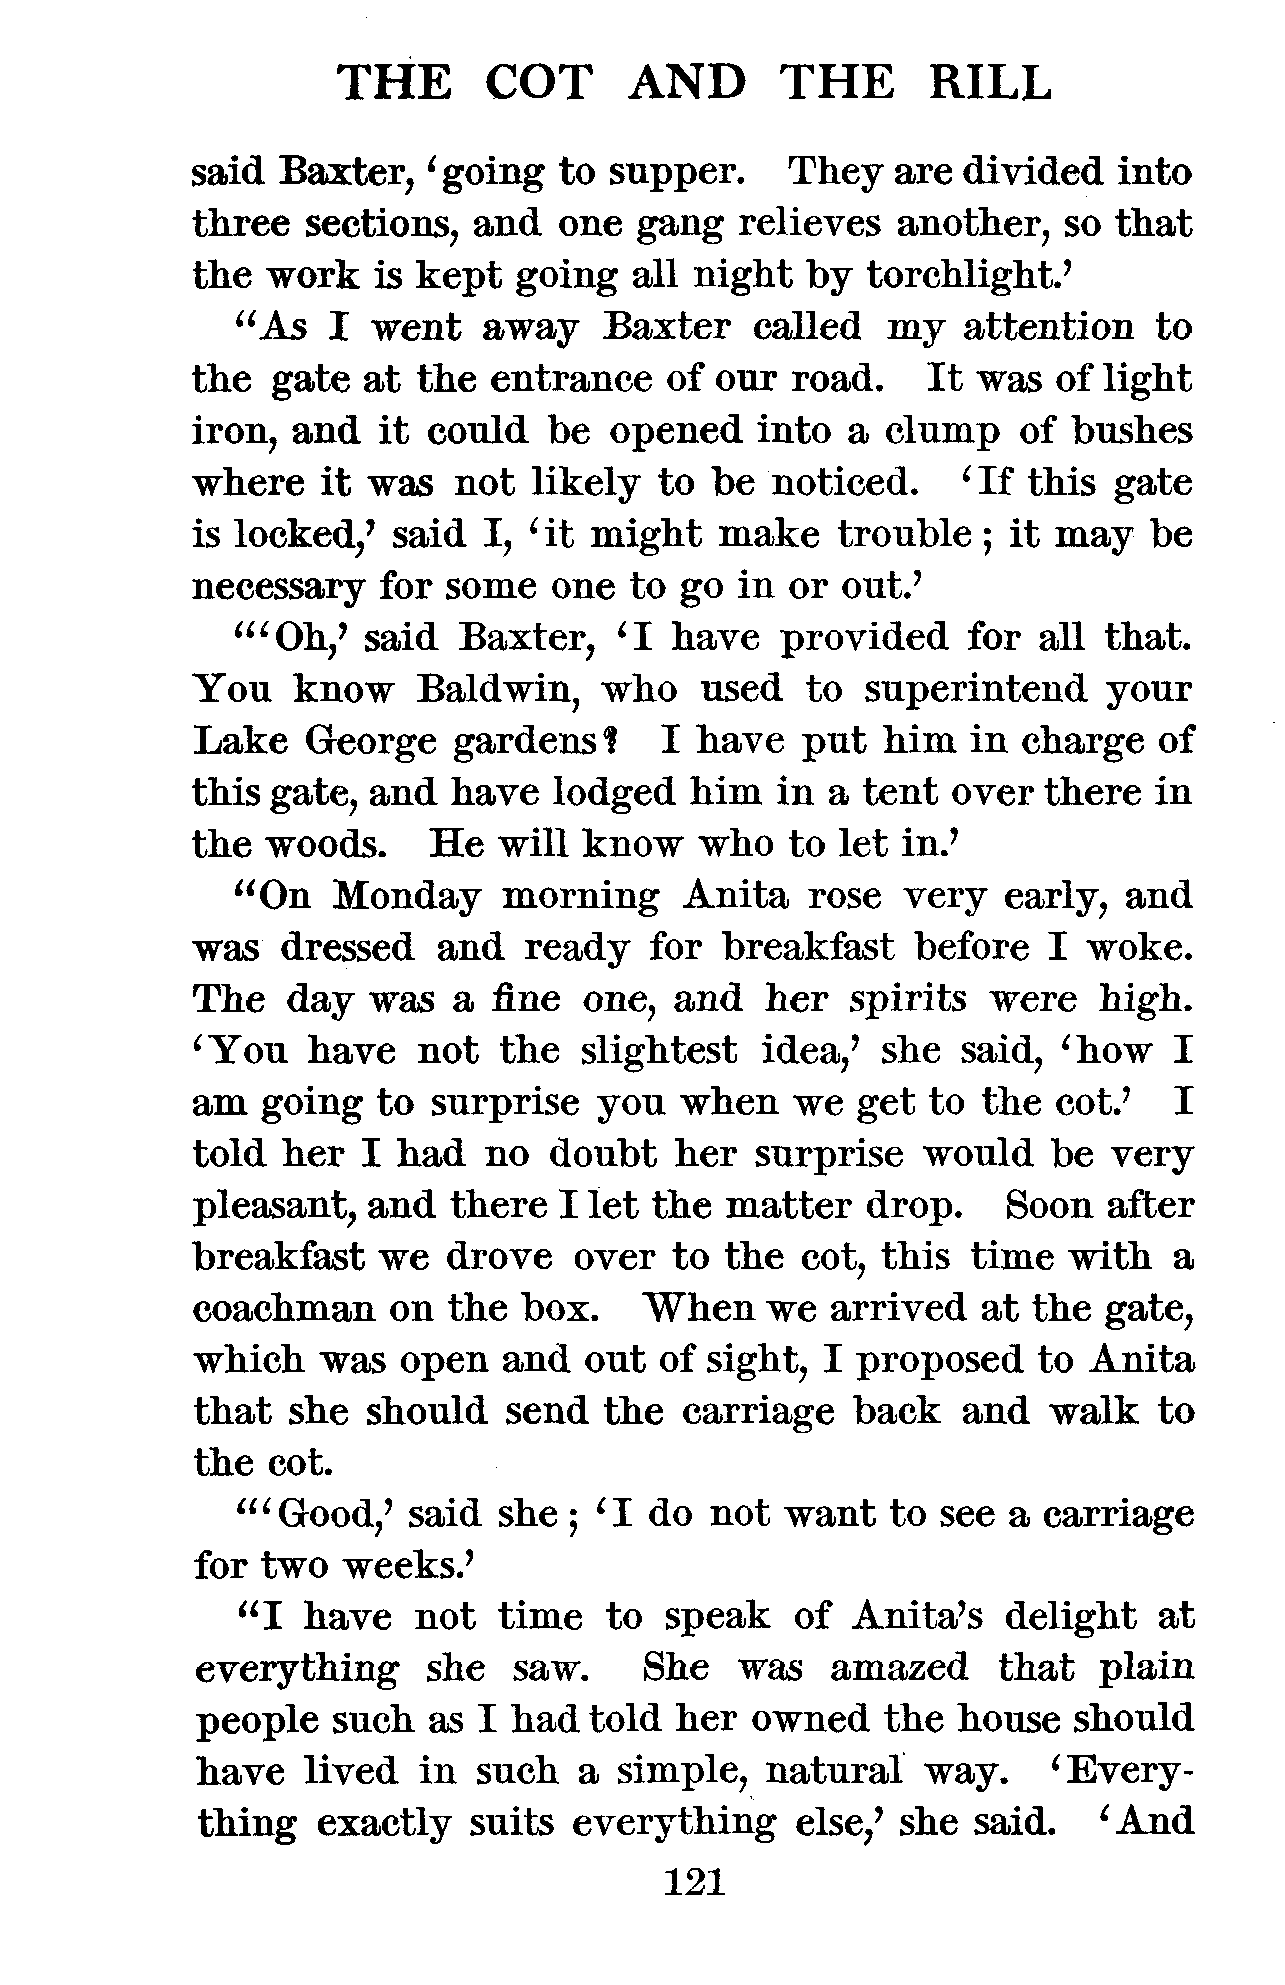 THE COT AND THE RILL
said Baxter, ‘going to supper. They are divided into
three sections, and one gang relieves another, so that
the work is kept going all night by torchlight.’
“As I went away Baxter called my attention to
the gate at the entrance of our road. It was of light
iron, and it could be opened into a clump of bushes
where it was not likely to be noticed. ‘If this gate
is locked,’ said I, ‘it might make trouble; it may be
necessary for some one to go in or out.’
“‘Oh,’ said Baxter, ‘I have provided for all that.
You know Baldwin, who used to superintend your
Lake George gardens? I have put him in charge of
this gate, and have lodged him in a tent over there in
the woods. He will know who to let in.’
“On Monday morning Anita rose very early, and
was dressed and ready for breakfast before I woke.
The day was a fine one, and her spirits were high.
‘You have not the slightest idea,’ she said, ‘how I
am going to surprise you when we get to the cot.’ I
told her I had no doubt her surprise would be very
pleasant, and there I let the matter drop. Soon after
breakfast we drove over to the cot, this time with a
coachman on the box. When we arrived at the gate,
which was open and out of sight, I proposed to Anita
that she should send the carriage back and walk to
the cot.
“‘Good,’ said she; ‘I do not want to see a carriage
for two weeks.’
“I have not time to speak of Anita’s delight at
everything she saw. She was amazed that plain
people such as I had told her owned the house should
have lived in such a simple, natural way. ‘Every-
thing exactly suits everything else,’ she said. ‘And
121